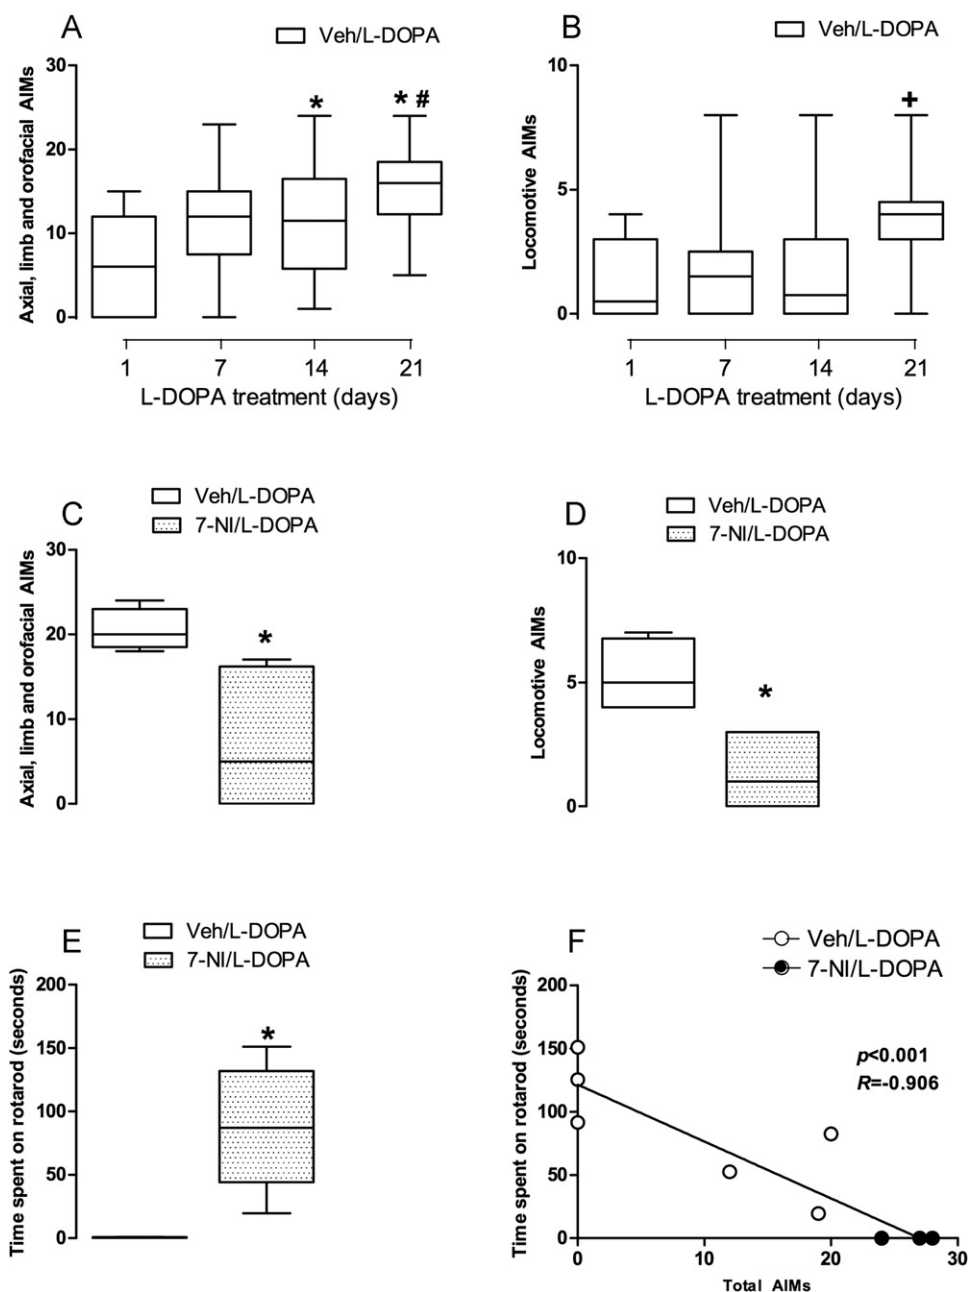 A
Veh/L-DOPA
Axial, limb and orofacial AIMs
30
20
10
0
*
* #
1 7 14 21
L-DOPA treatment (days)
B
Veh/L-DOPA
Locomotive AIMs
10
5
0
+
1 7 14 21
L-DOPA treatment (days)
C
Veh/L-DOPA
7-NI/L-DOPA
Axial, limb and orofacial AIMs
30
20
10
0
*
D
Veh/L-DOPA
7-NI/L-DOPA
Locomotive AIMs
10
5
0
*
E
Veh/L-DOPA
7-NI/L-DOPA
Time spent on rotarod (seconds)
200
150
100
50
0
*
F
Veh/L-DOPA
7-NI/L-DOPA
Time spent on rotarod (seconds)
200
150
100
50
0
p<0.001
R=-0.906
0 10 20 30
Total AIMs